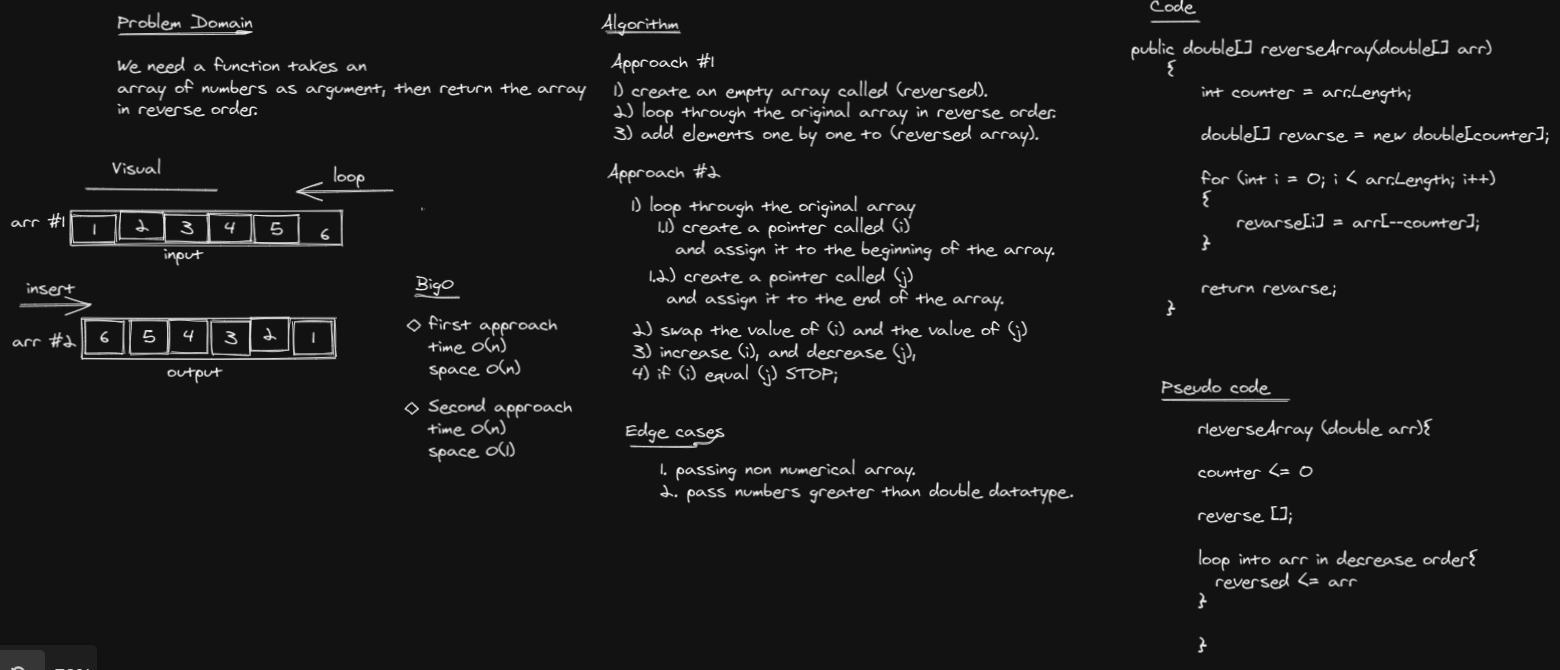 Problem Domain
We need a function takes an
array of numbers as argument, then return the array
in reverse order.
Visual
loop
arr #1
1 2 3 4 5 6
input
insert
arr #2
6 5 4 3 2 1
output
BigO
first approach
time O(n)
space O(n)
Second approach
time O(n)
space O(1)
Algorithm
Approach #1
1) create an empty array called (reversed).
2) loop through the original array in reverse order.
3) add elements one by one to (reversed array).
Approach #2
1) loop through the original array
1.1) create a pointer called (i)
and assign it to the beginning of the array.
1.2) create a pointer called (j)
and assign it to the end of the array.
2) swap the value of (i) and the value of (j)
3) increase (i), and decrease (j),
4) if (i) equal (j) STOP;
Edge cases
1. passing non numerical array.
2. pass numbers greater than double datatype.
Code
public double[] reverseArray(double[] arr)
{
int counter = arr.Length;
double[] revarse = new double[counter];
for (int i = 0; i < arr.Length; i++)
{
revarse[i] = arr[--counter];
}
return revarse;
}
Pseudo code
(double arr){
counter <= 0
reverse [];
loop into arr in decrease order{
reversed <= arr
}
}